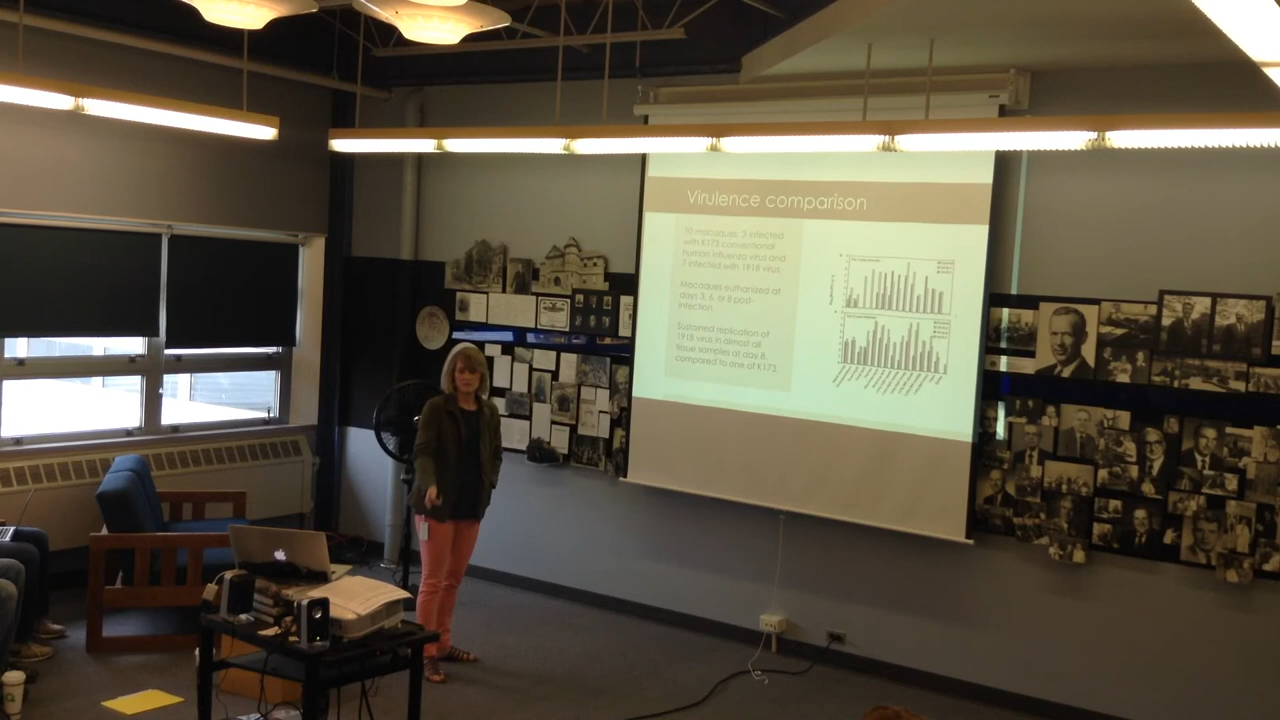 Virulence comparison
10 macaques: 3 infected
with K173 conventional
human influenza virus and
7 infected with 1918 virus
Macaques euthanized at
days 3, 6, or 8 post-
infection
Sustained replication of
1918 virus in almost all
tissue samples at day 8,
compared to one of K173.